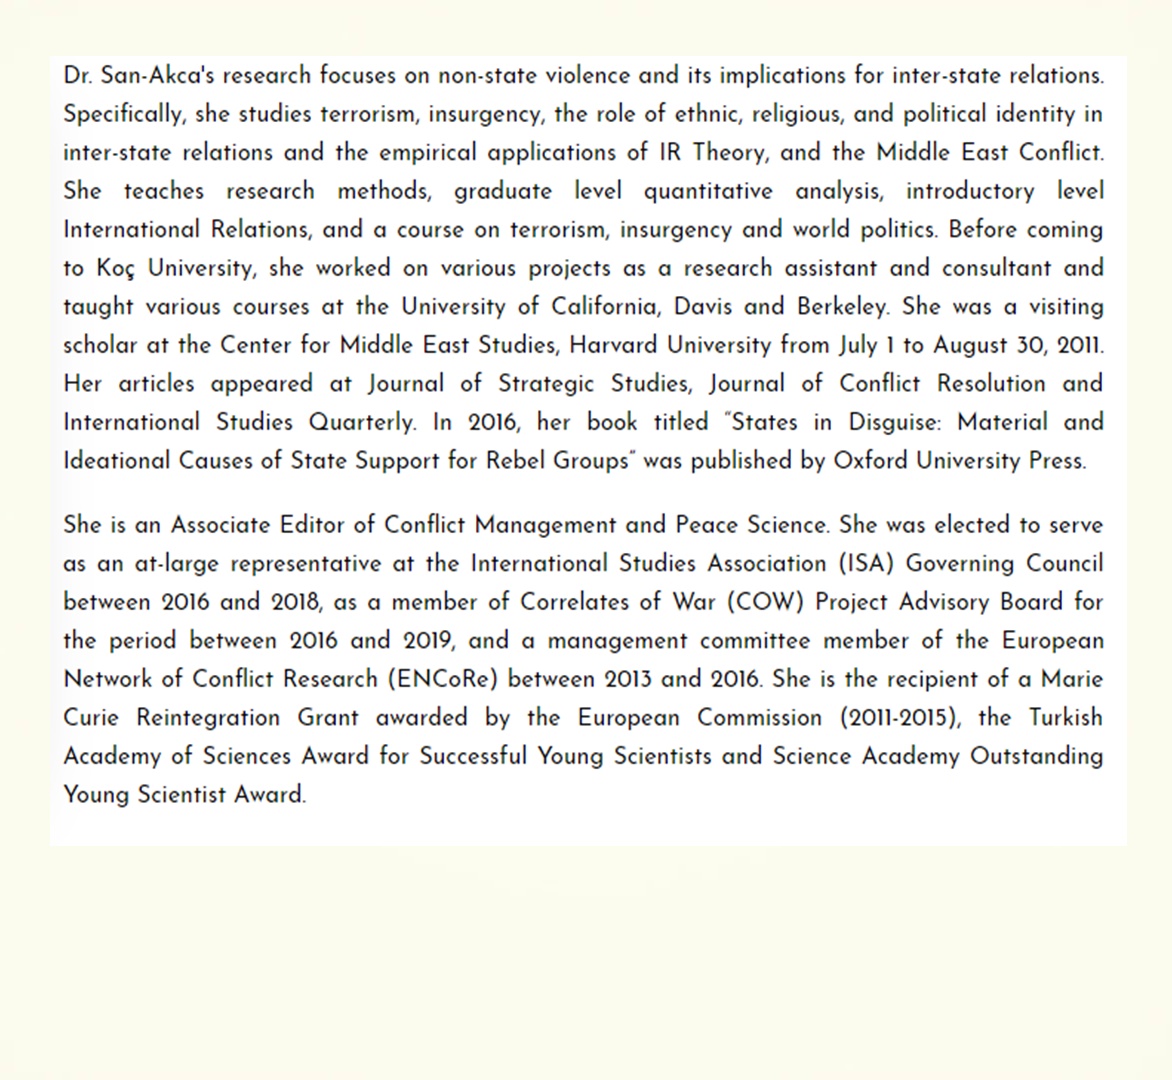 Dr. San-Akca's research focuses on non-state violence and its implications for inter-state relations.
Specifically, she studies terrorism, insurgency, the role of ethnic, religious, and political identity in
inter-state relations and the empirical applications of IR Theory, and the Middle East Conflict.
She teaches research methods, graduate level quantitative analysis, introductory level
International Relations, and a course on terrorism, insurgency and world politics. Before coming
to Koç University, she worked on various projects as a research assistant and consultant and
taught various courses at the University of California, Davis and Berkeley. She was a visiting
scholar at the Center for Middle East Studies, Harvard University from July 1 to August 30, 2011.
Her articles appeared at Journal of Strategic Studies, Journal of Conflict Resolution and
International Studies Quarterly. In 2016, her book titled “States in Disguise: Material and
Ideational Causes of State Support for Rebel Groups” was published by Oxford University Press.
She is an Associate Editor of Conflict Management and Peace Science. She was elected to serve
as an at-large representative at the International Studies Association (ISA) Governing Council
between 2016 and 2018, as a member of Correlates of War (COW) Project Advisory Board for
the period between 2016 and 2019, and a management committee member of the European
Network of Conflict Research (ENCoRe) between 2013 and 2016. She is the recipient of a Marie
Curie Reintegration Grant awarded by the European Commission (2011-2015), the Turkish
Academy of Sciences Award for Successful Young Scientists and Science Academy Outstanding
Young Scientist Award.